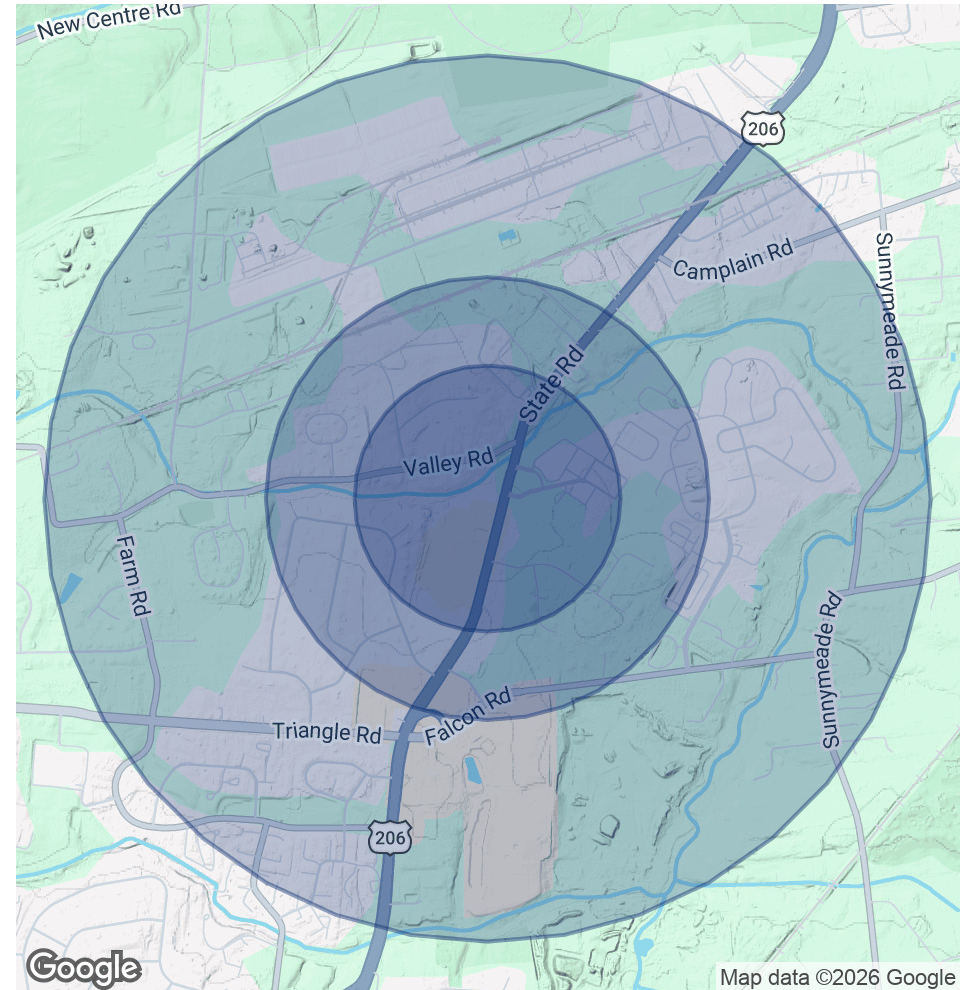 New Centre Rd
206
Camplain Rd
Sunnymeade Rd
State Rd
Valley Rd
Farm Rd
Sunnymeade Rd
Falcon Rd
Triangle Rd
206
Google
Map data ©2026 Google